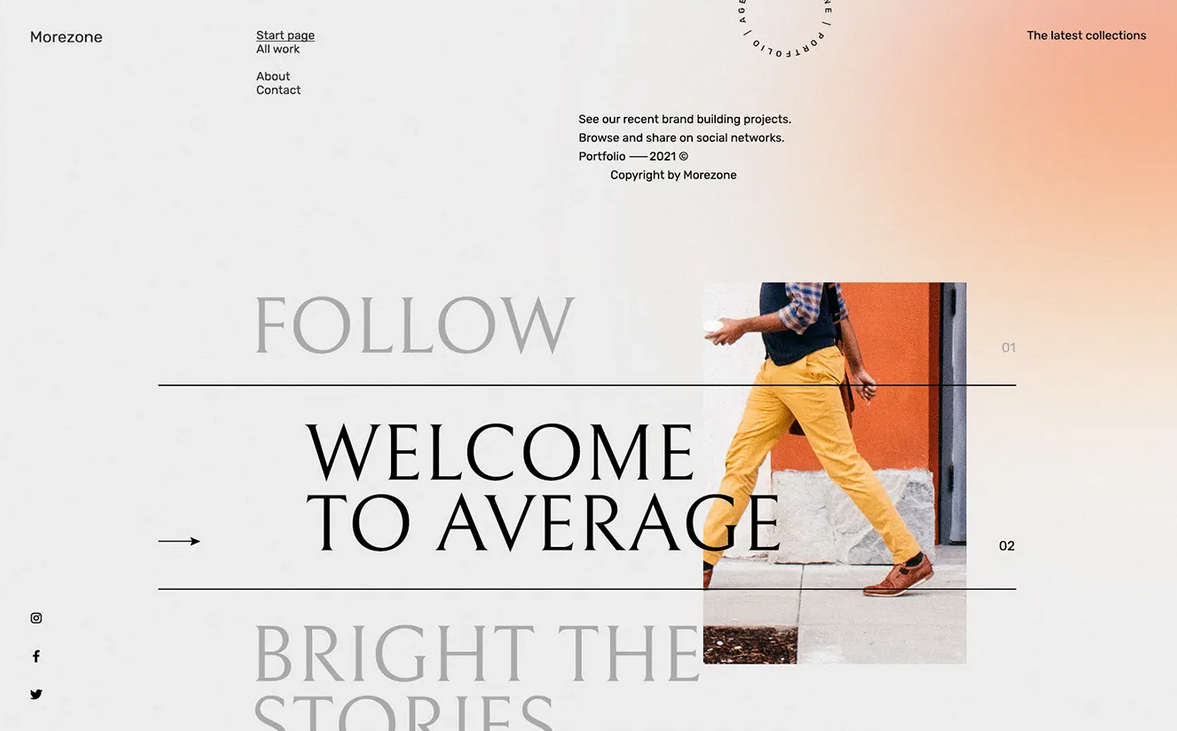 Morezone
Start page
All work
About
Contact
NE / PORTFOLIO / AGE
The latest collections
See our recent brand building projects.
Browse and share on social networks.
Portfolio —— 2021 ©
Copyright by Morezone
FOLLOW
01
WELCOME
TO AVERAGE
02
BRIGHT THE
STORIES